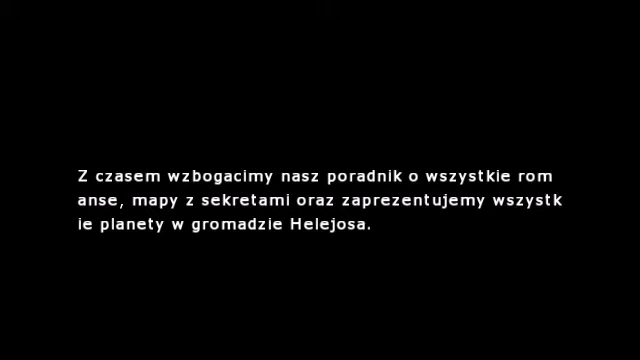 Z czasem wzbogacimy nasz poradnik o wszystkie rom
anse, mapy z sekretami oraz zaprezentujemy wszystk
ie planety w gromadzie Helejosa.